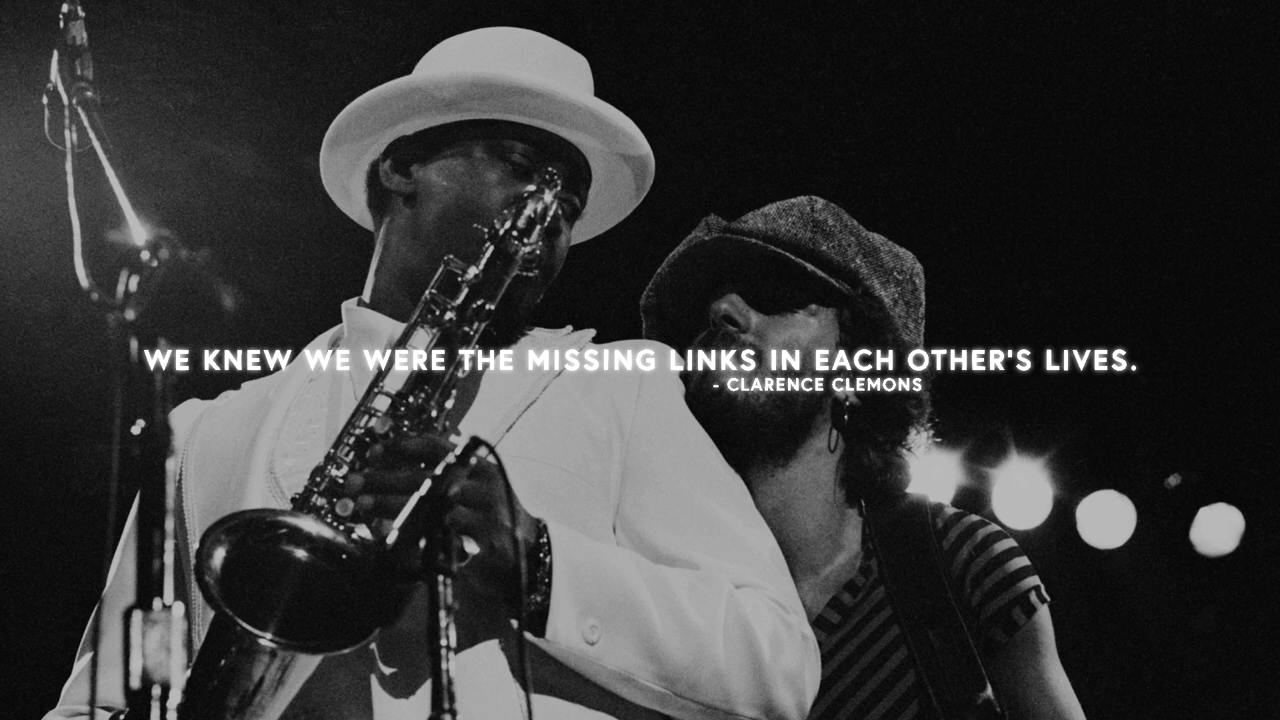 WE KNEW WE WERE THE MISSING LINKS IN EACH OTHER'S LIVES.
- CLARENCE CLEMONS